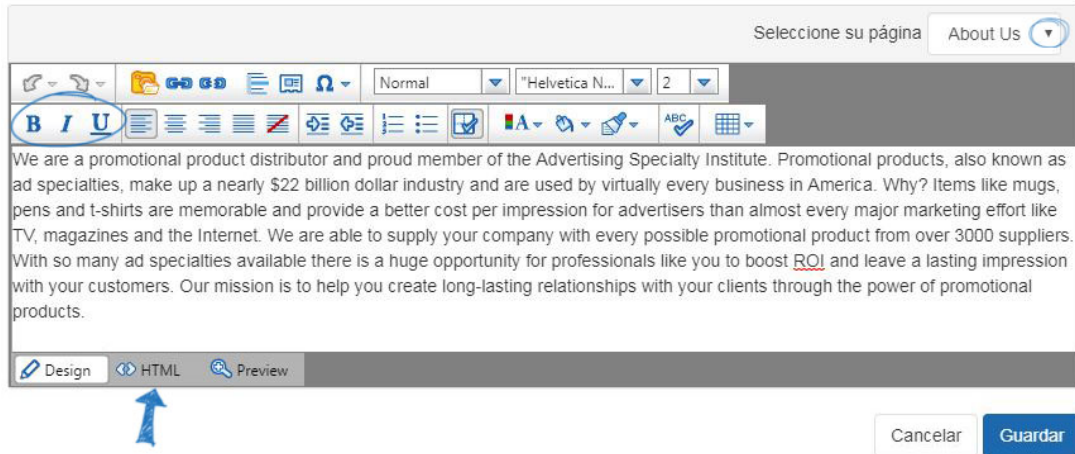 Seleccione su página About Us
Normal "Helvetica N... 2
B I U A ABC
We are a promotional product distributor and proud member of the Advertising Specialty Institute. Promotional products, also known as
ad specialties, make up a nearly $22 billion dollar industry and are used by virtually every business in America. Why? Items like mugs,
pens and t-shirts are memorable and provide a better cost per impression for advertisers than almost every major marketing effort like
TV, magazines and the Internet. We are able to supply your company with every possible promotional product from over 3000 suppliers.
With so many ad specialties available there is a huge opportunity for professionals like you to boost ROI and leave a lasting impression
with your customers. Our mission is to help you create long-lasting relationships with your clients through the power of promotional
products.
Design HTML Preview
Cancelar Guardar